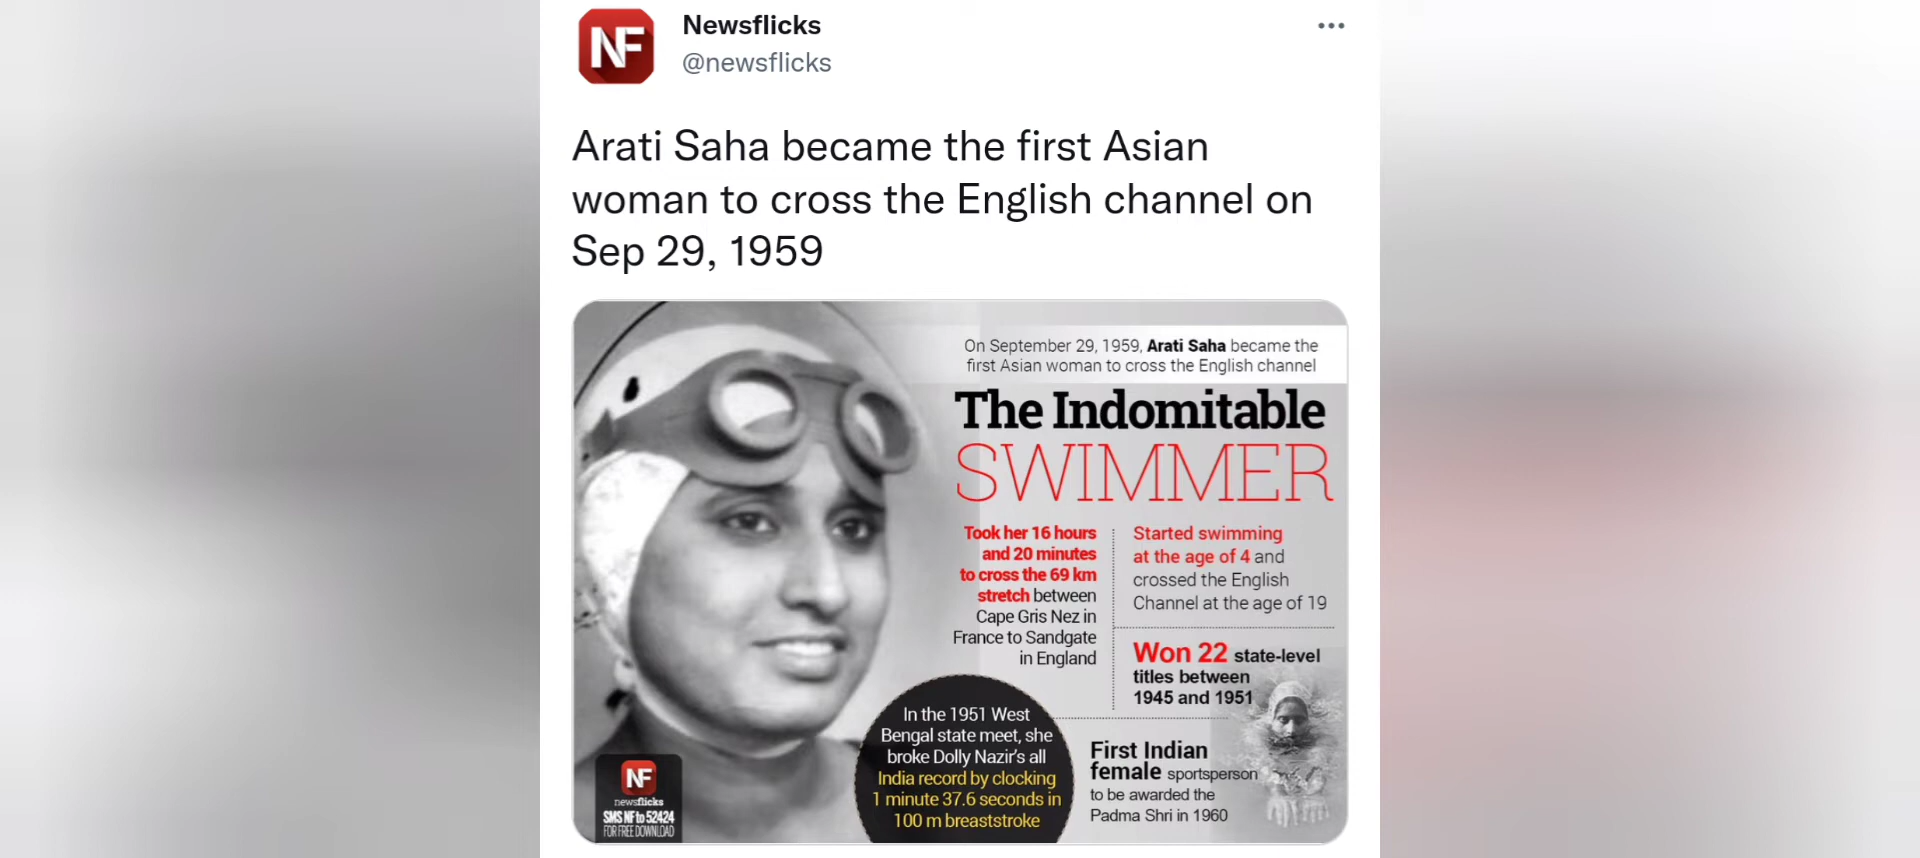 NF
Newsflicks
@newsflicks
Arati Saha became the first Asian
woman to cross the English channel on
Sep 29, 1959
On September 29, 1959, Arati Saha became the
first Asian woman to cross the English channel
The Indomitable
SWIMMER
Took her 16 hours
and 20 minutes
to cross the 69 km
stretch between
Cape Gris Nez in
France to Sandgate
in England
Started swimming
at the age of 4 and
crossed the English
Channel at the age of 19
Won 22 state-level
titles between
1945 and 1951
In the 1951 West
Bengal state meet, she
broke Dolly Nazir's all
India record by clocking
1 minute 37.6 seconds in
100 m breaststroke
First Indian
female sportsperson
to be awarded the
Padma Shri in 1960
NF
newsflicks
SMS NF to 52424
FOR FREE DOWNLOAD